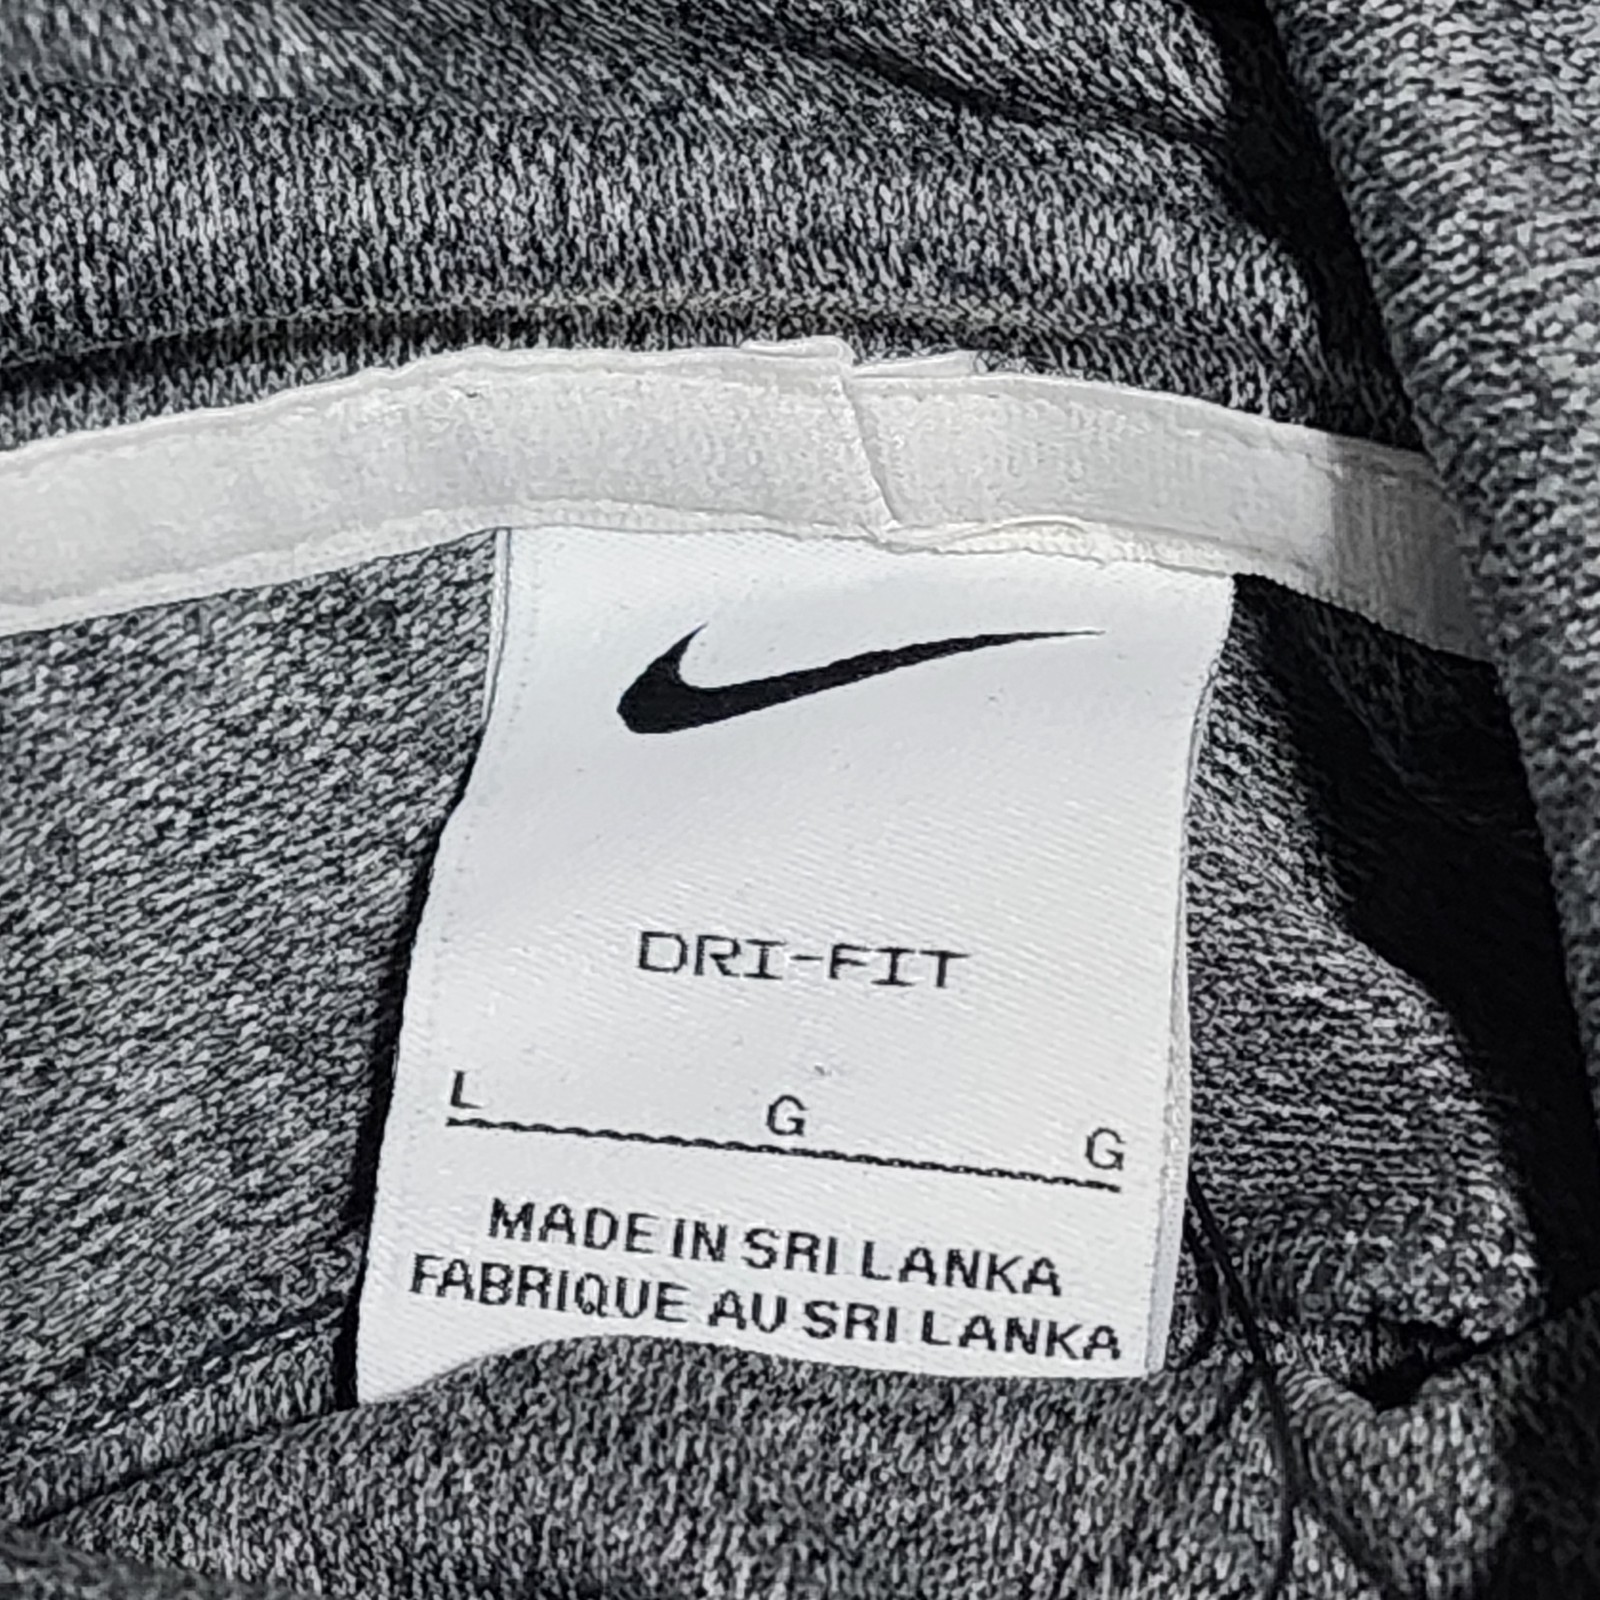 DRI-FIT
L G G
MADE IN SRI LANKA
FABRIQUE AU SRI LANKA